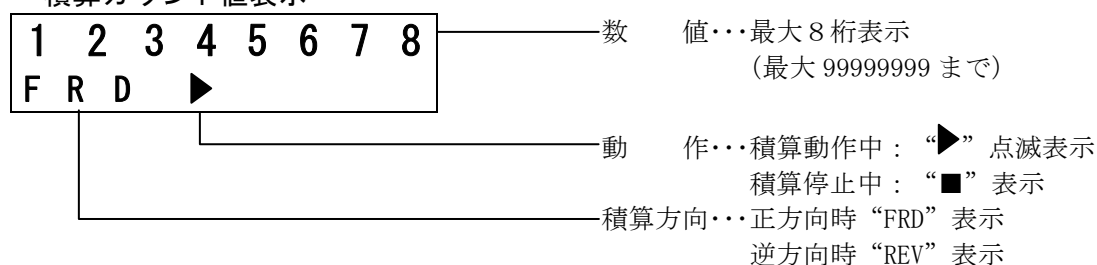 積算カウント値表示
1 2 3 4 5 6 7 8
F R D ▶
数 値･･･最大８桁表示
(最大 99999999 まで)
動 作･･･積算動作中： “▶” 点滅表示
積算停止中： “■” 表示
積算方向･･･正方向時 “FRD” 表示
逆方向時 “REV” 表示